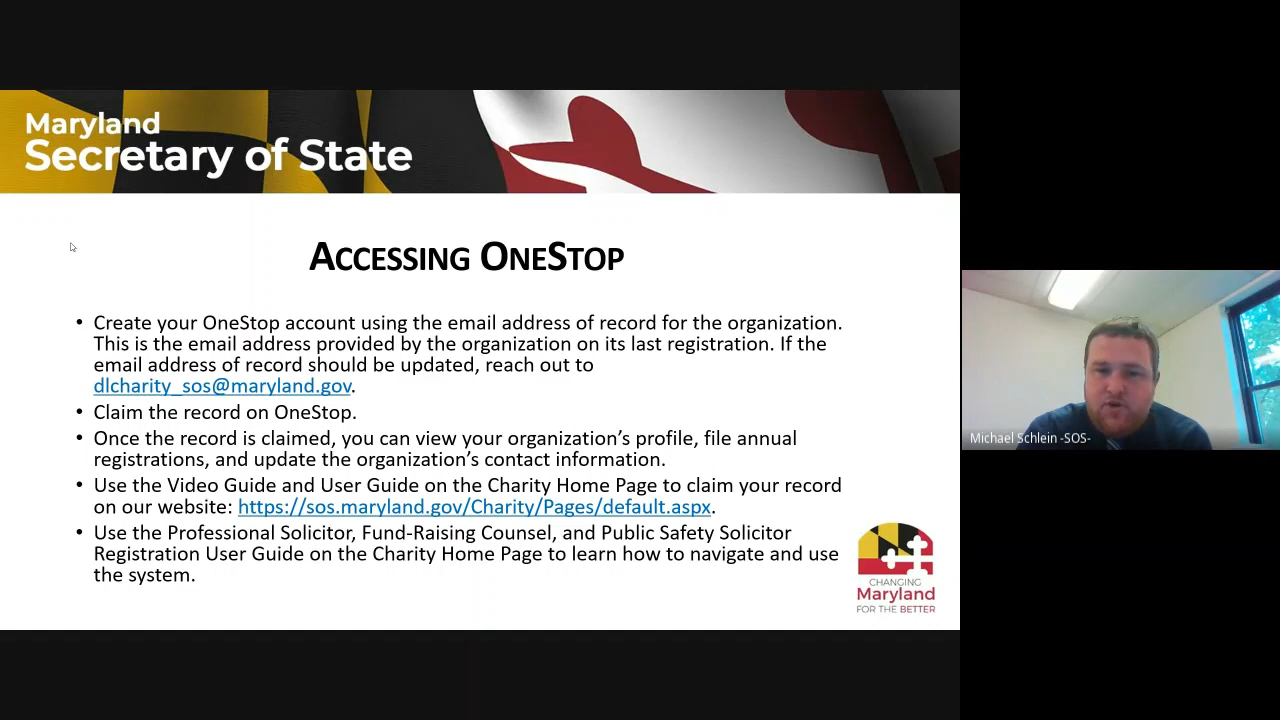 Maryland
Secretary of State
ACCESSING ONESTOP
• Create your OneStop account using the email address of record for the organization.
This is the email address provided by the organization on its last registration. If the
email address of record should be updated, reach out to
dlcharity_sos@maryland.gov.
• Claim the record on OneStop.
• Once the record is claimed, you can view your organization’s profile, file annual
registrations, and update the organization’s contact information.
• Use the Video Guide and User Guide on the Charity Home Page to claim your record
on our website: https://sos.maryland.gov/Charity/Pages/default.aspx.
• Use the Professional Solicitor, Fund-Raising Counsel, and Public Safety Solicitor
Registration User Guide on the Charity Home Page to learn how to navigate and use
the system.
CHANGING
Maryland
FOR THE BETTER
Michael Schlein -SOS-